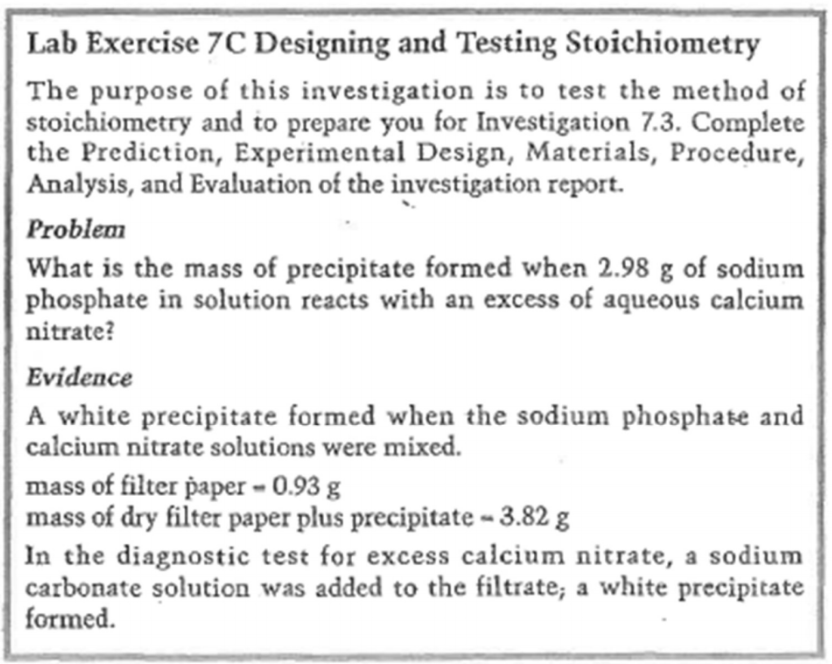 Lab Exercise 7C Designing and Testing Stoichiometry
The purpose of this investigation is to test the method of
stoichiometry and to prepare you for Investigation 7.3. Complete
the Prediction, Experimental Design, Materials, Procedure,
Analysis, and Evaluation of the investigation report.
Problem
What is the mass of precipitate formed when 2.98 g of sodium
phosphate in solution reacts with an excess of aqueous calcium
nitrate?
Evidence
A white precipitate formed when the sodium phosphate and
calcium nitrate solutions were mixed.
mass of filter paper = 0.93 g
mass of dry filter paper plus precipitate = 3.82 g
In the diagnostic test for excess calcium nitrate, a sodium
carbonate solution was added to the filtrate; a white precipitate
formed.